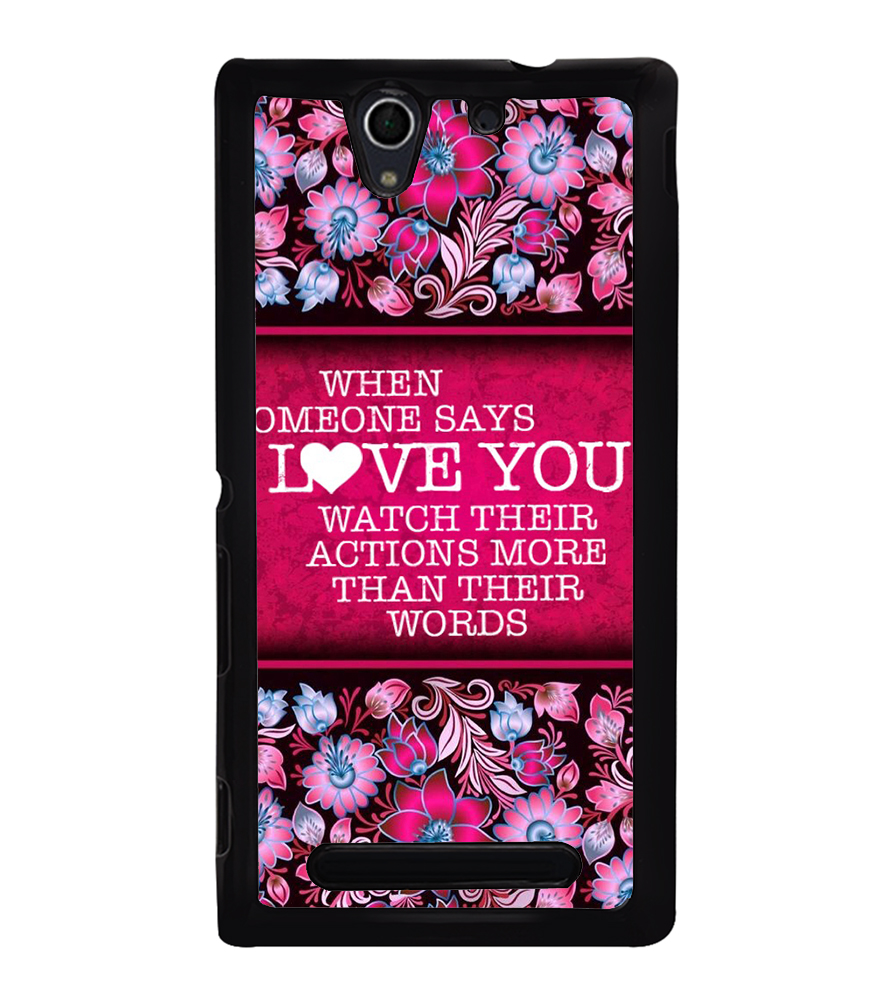 WHEN
OMEONE SAYS
L♥VE YOU
WATCH THEIR
ACTIONS MORE
THAN THEIR
WORDS